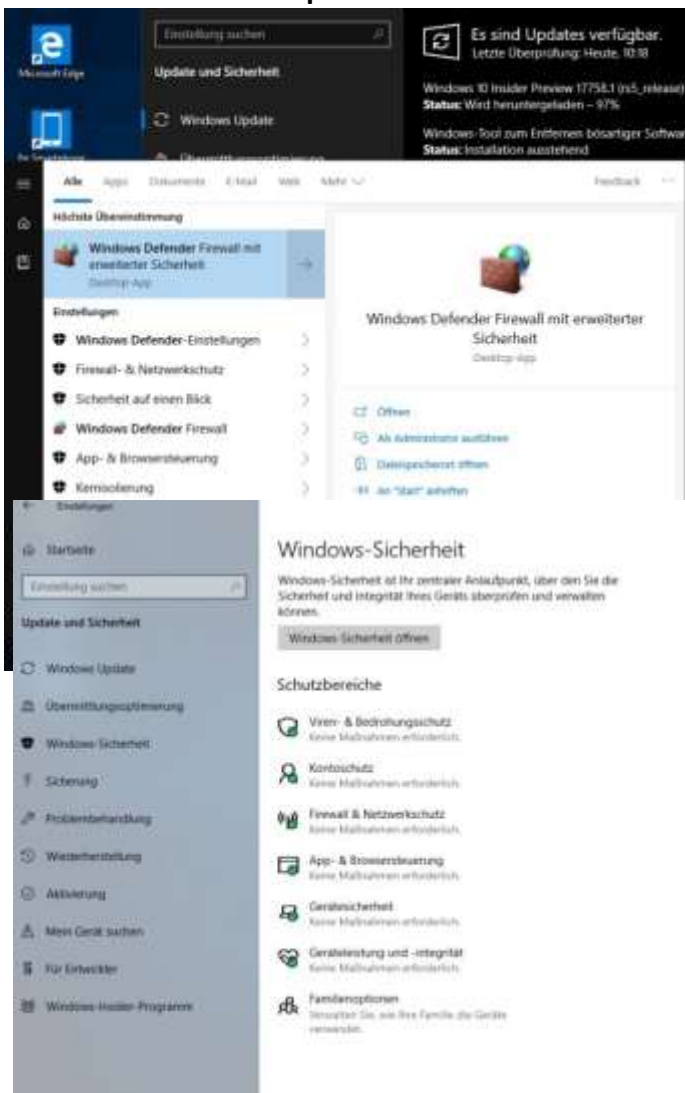 Microsoft Edge
Einstellung suchen
Update und Sicherheit
Windows Update
Übermittlungsoptimierung
Es sind Updates verfügbar.
Letzte Überprüfung: Heute, 10:18
Windows 10 Insider Preview 17758.1 (rs5_release)
Status: Wird heruntergeladen – 97%
Windows-Tool zum Entfernen bösartiger Softwar
Status: Installation ausstehend
Alle Apps Dokumente E-Mail Web Mehr Feedback
Höchste Übereinstimmung
Windows Defender Firewall mit
erweiterter Sicherheit
Desktop-App
Einstellungen
Windows Defender-Einstellungen
Firewall- & Netzwerkschutz
Sicherheit auf einen Blick
Windows Defender Firewall
App- & Browsersteuerung
Kernisolierung
Windows Defender Firewall mit erweiterter
Sicherheit
Desktop-App
Öffnen
Als Administrator ausführen
Dateispeicherort öffnen
An "Start" anheften
Einstellungen
Startseite
Einstellung suchen
Update und Sicherheit
Windows Update
Übermittlungsoptimierung
Windows-Sicherheit
Sicherung
Problembehandlung
Wiederherstellung
Aktivierung
Mein Gerät suchen
Für Entwickler
Windows-Insider-Programm
Windows-Sicherheit
Windows-Sicherheit ist Ihr zentraler Anlaufpunkt, über den Sie die
Sicherheit und Integrität Ihres Geräts überprüfen und verwalten
können.
Windows-Sicherheit öffnen
Schutzbereiche
Viren- & Bedrohungsschutz
Keine Maßnahmen erforderlich.
Kontoschutz
Keine Maßnahmen erforderlich.
Firewall & Netzwerkschutz
Keine Maßnahmen erforderlich.
App- & Browsersteuerung
Keine Maßnahmen erforderlich.
Gerätesicherheit
Keine Maßnahmen erforderlich.
Geräteleistung und -integrität
Keine Maßnahmen erforderlich.
Familienoptionen
Verwalten Sie, wie Ihre Familie die Geräte
verwendet.